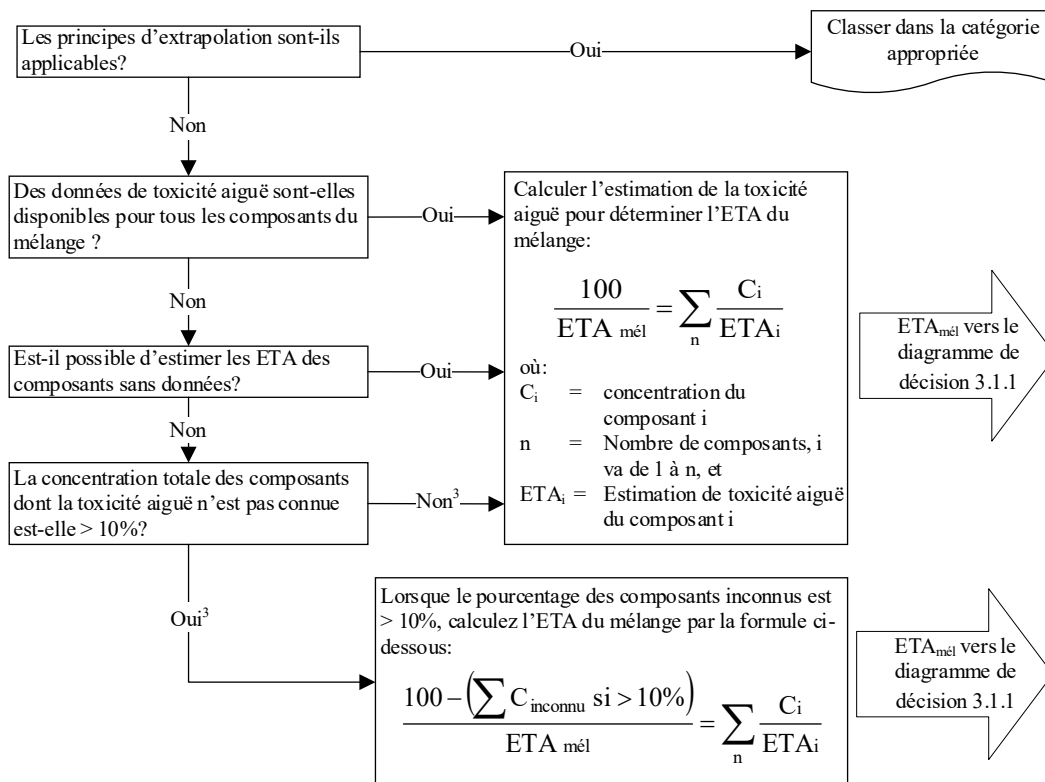 Les principes d’extrapolation sont-ils
applicables?
Oui
Classer dans la catégorie
appropriée
Non
Des données de toxicité aiguë sont-elles
disponibles pour tous les composants du
mélange ?
Oui
Calculer l’estimation de la toxicité
aiguë pour déterminer l’ETA du
mélange:
100 / ETA mél = ∑ n Ci / ETAi
où:
Ci = concentration du
composant i
n = Nombre de composants, i
va de 1 à n, et
ETAi = Estimation de toxicité aiguë
du composant i
ETAmél vers le
diagramme de
décision 3.1.1
Non
Est-il possible d’estimer les ETA des
composants sans données?
Oui
Non
La concentration totale des composants
dont la toxicité aiguë n’est pas connue
est-elle > 10%?
Non³
Oui³
Lorsque le pourcentage des composants inconnus est
> 10%, calculez l’ETA du mélange par la formule ci-
dessous:
100 – (∑ C inconnu si > 10%) / ETA mél = ∑ n Ci / ETAi
ETAmél vers le
diagramme de
décision 3.1.1